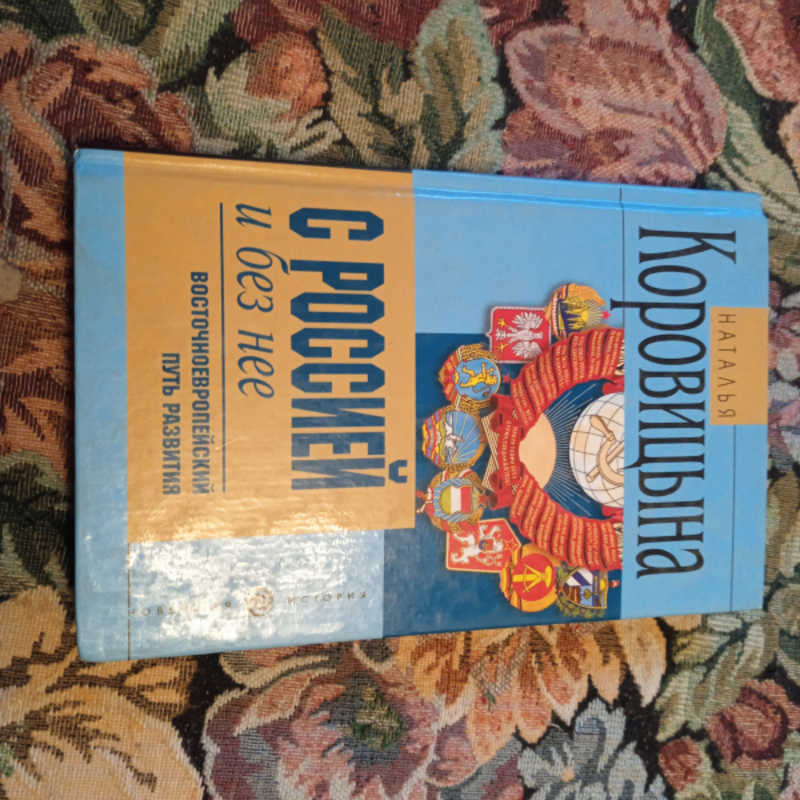 НАТАЛЬЯ
КОРОВИЦЫНА
С РОССИЕЙ
и без нее
ВОСТОЧНОЕВРОПЕЙСКИЙ
ПУТЬ РАЗВИТИЯ
ИСТОРИЯ